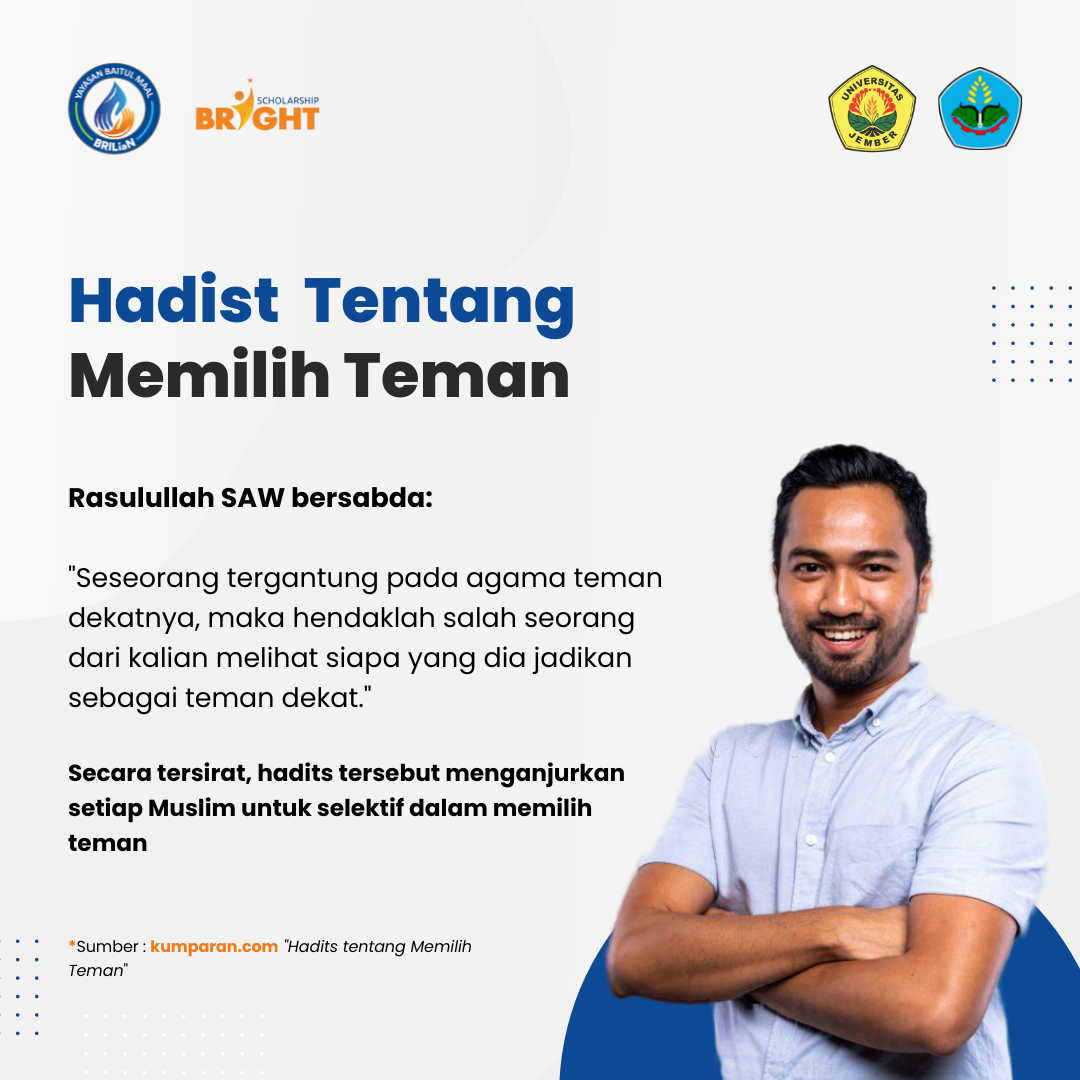 YAYASAN BAITUL MAAL
BRILiaN
SCHOLARSHIP
BRIGHT
UNIVERSITAS
JEMBER
Hadist Tentang
Memilih Teman
Rasulullah SAW bersabda:
"Seseorang tergantung pada agama teman
dekatnya, maka hendaklah salah seorang
dari kalian melihat siapa yang dia jadikan
sebagai teman dekat."
Secara tersirat, hadits tersebut menganjurkan
setiap Muslim untuk selektif dalam memilih
teman
*Sumber : kumparan.com "Hadits tentang Memilih
Teman"